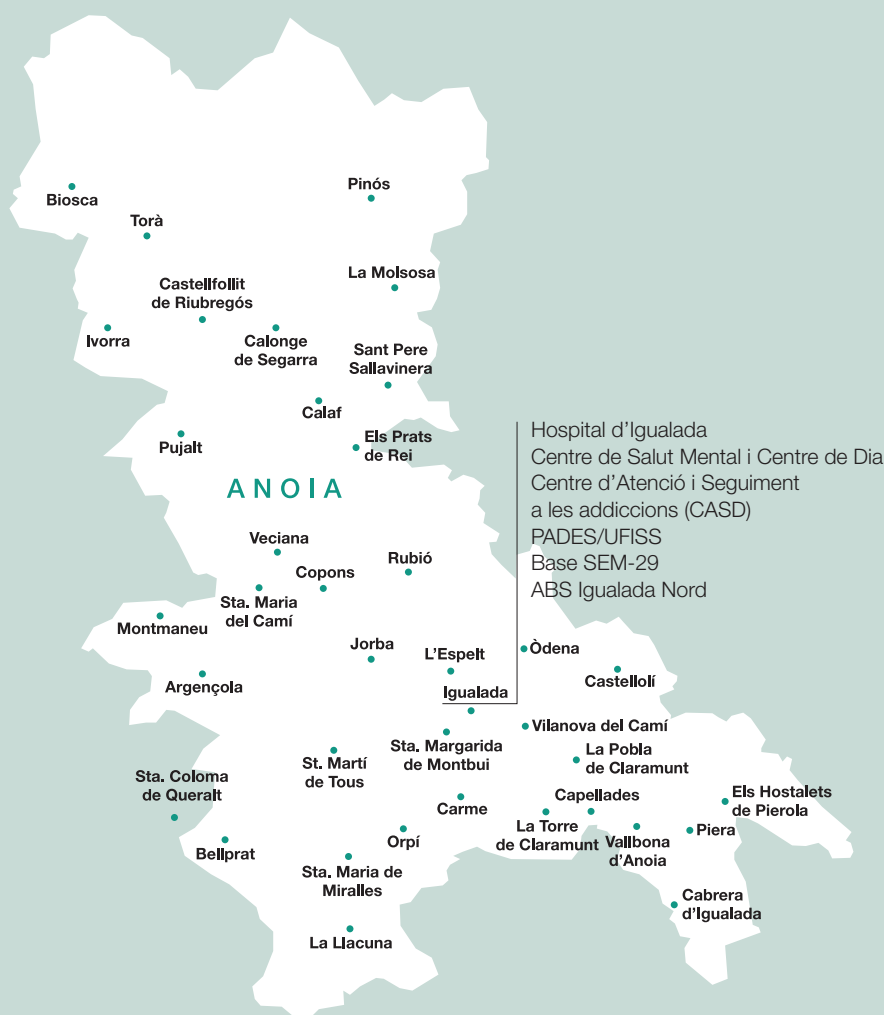 Biosca
Pinós
Torà
La Molsosa
Castellfollit
de Riubregós
Ivorra
Calonge
de Segarra
Sant Pere
Sallavinera
Calaf
Pujalt
Els Prats
de Rei
ANOIA
Hospital d'Igualada
Centre de Salut Mental i Centre de Dia
Centre d'Atenció i Seguiment
a les addiccions (CASD)
PADES/UFISS
Base SEM-29
ABS Igualada Nord
Veciana
Copons
Rubió
Sta. Maria
del Camí
Montmaneu
Jorba
L'Espelt
Òdena
Argençola
Igualada
Castellolí
Vilanova del Camí
Sta. Margarida
de Montbui
St. Martí
de Tous
La Pobla
de Claramunt
Sta. Coloma
de Queralt
Carme
Capellades
Els Hostalets
de Pierola
La Torre
de Claramunt
Piera
Orpí
Vallbona
d'Anoia
Bellprat
Sta. Maria de
Miralles
Cabrera
d'Igualada
La Llacuna